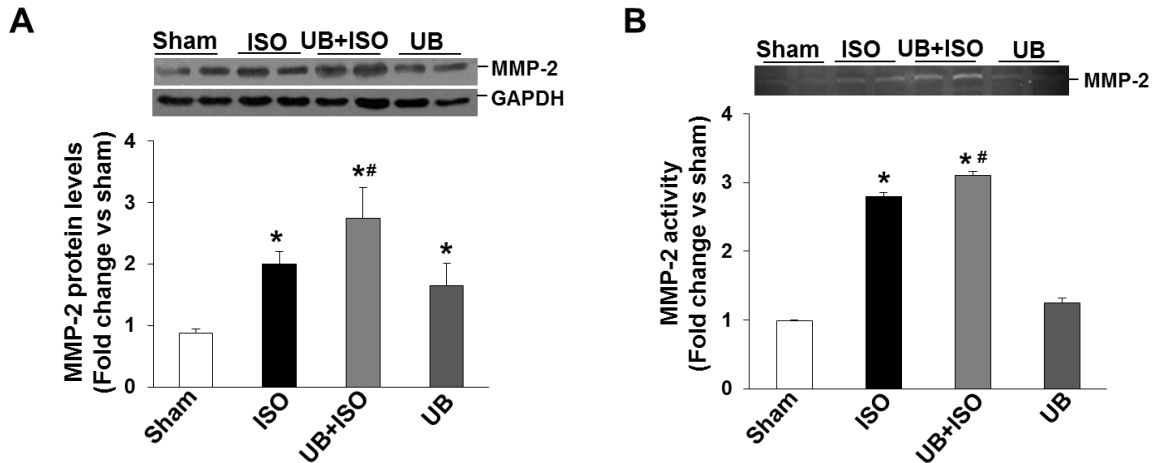 A
Sham ISO UB+ISO UB
MMP-2
GAPDH
MMP-2 protein levels
(Fold change vs sham)
4
3
2
1
0
*
*#
*
Sham
ISO
UB+ISO
UB
B
Sham ISO UB+ISO UB
MMP-2
MMP-2 activity
(Fold change vs sham)
4
3
2
1
0
*
*#
Sham
ISO
UB+ISO
UB